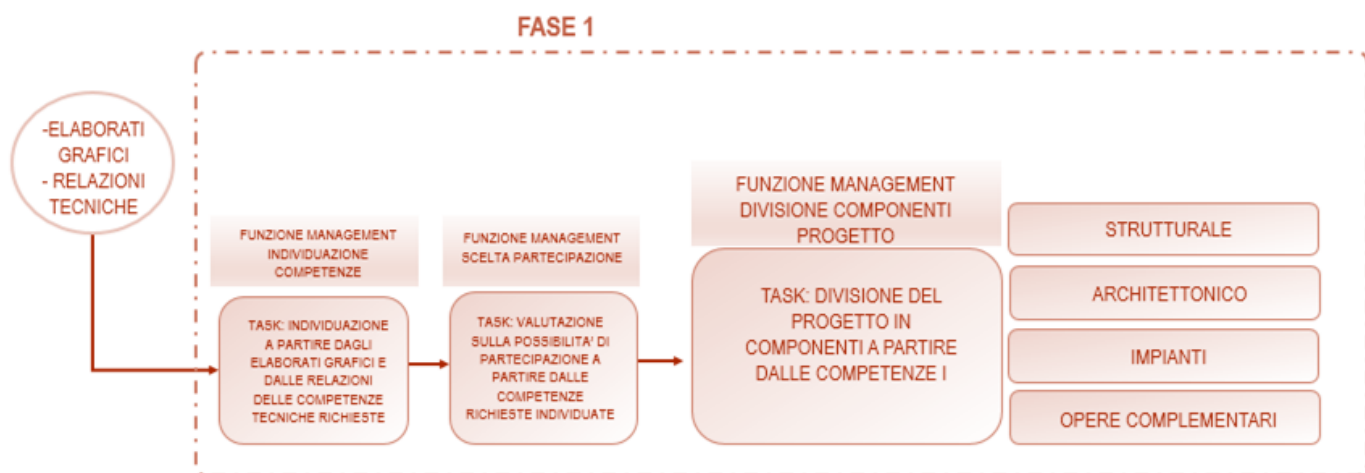 FASE 1
-ELABORATI
GRAFICI
- RELAZIONI
TECNICHE
FUNZIONE MANAGEMENT
INDIVIDUAZIONE
COMPETENZE
TASK: INDIVIDUAZIONE
A PARTIRE DAGLI
ELABORATI GRAFICI E
DALLE RELAZIONI
DELLE COMPETENZE
TECNICHE RICHIESTE
FUNZIONE MANAGEMENT
SCELTA PARTECIPAZIONE
TASK: VALUTAZIONE
SULLA POSSIBILITA' DI
PARTECIPAZIONE A
PARTIRE DALLE
COMPETENZE
RICHIESTE INDIVIDUATE
FUNZIONE MANAGEMENT
DIVISIONE COMPONENTI
PROGETTO
TASK: DIVISIONE DEL
PROGETTO IN
COMPONENTI A PARTIRE
DALLE COMPETENZE I
STRUTTURALE
ARCHITETTONICO
IMPIANTI
OPERE COMPLEMENTARI